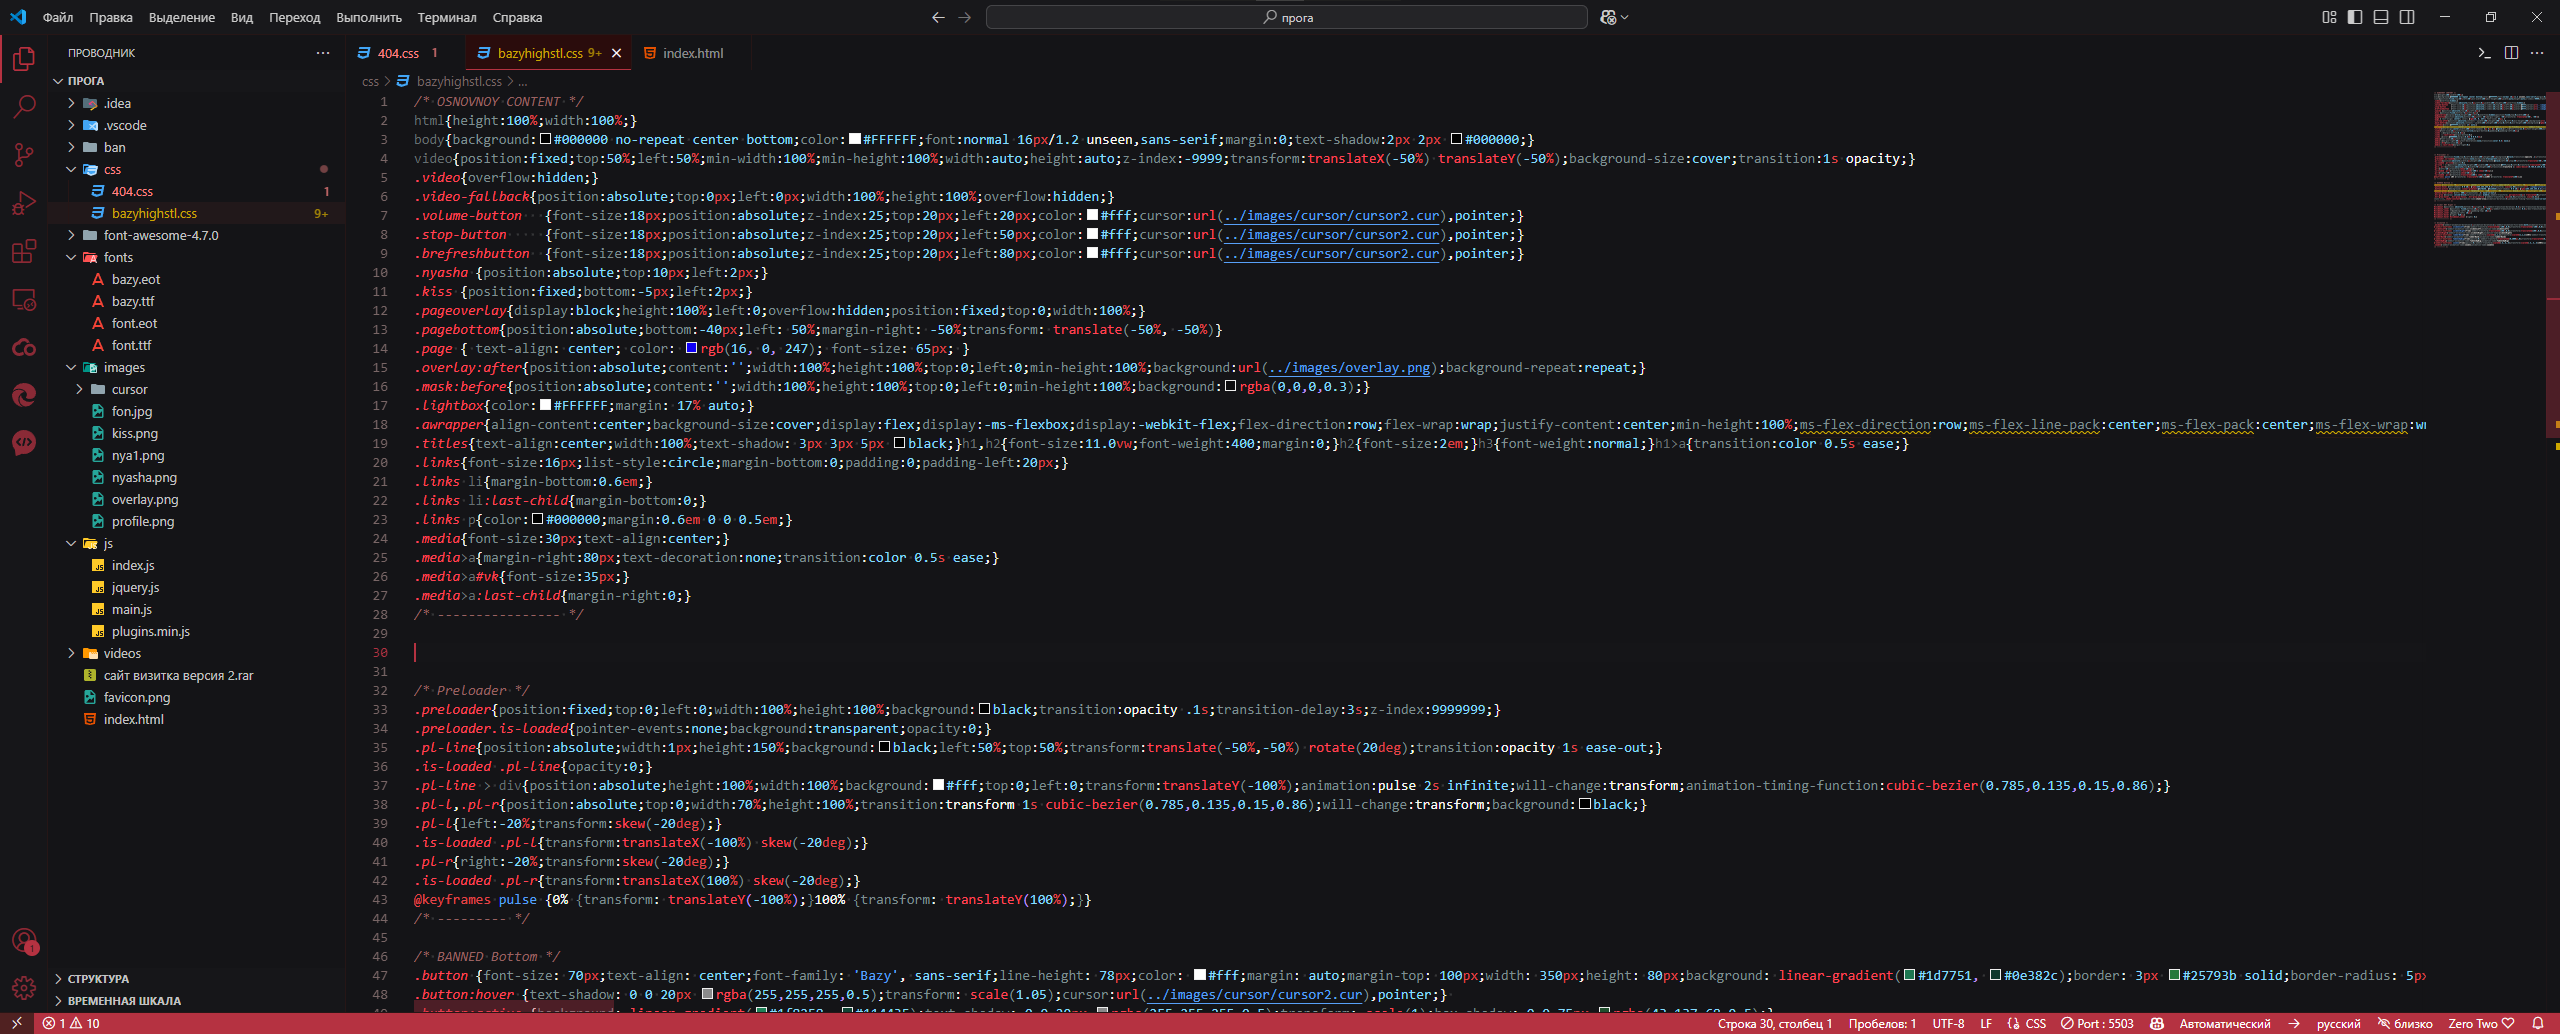 Файл Правка Выделение Вид Переход Выполнить Терминал Справка
прога
ПРОВОДНИК
404.css 1
bazyhighstl.css 9+
index.html
ПРОГА
.idea
.vscode
ban
css
404.css 1
bazyhighstl.css 9+
font-awesome-4.7.0
fonts
bazy.eot
bazy.ttf
font.eot
font.ttf
images
cursor
fon.jpg
kiss.png
nya1.png
nyasha.png
overlay.png
profile.png
js
index.js
jquery.js
main.js
plugins.min.js
videos
сайт визитка версия 2.rar
favicon.png
index.html
СТРУКТУРА
ВРЕМЕННАЯ ШКАЛА
css > bazyhighstl.css > ...
1 /* OSNOVNOY CONTENT */
2 html{height:100%;width:100%;}
3 body{background:#000000 no-repeat center bottom;color:#FFFFFF;font:normal 16px/1.2 unseen,sans-serif;margin:0;text-shadow:2px 2px #000000;}
4 video{position:fixed;top:50%;left:50%;min-width:100%;min-height:100%;width:auto;height:auto;z-index:-9999;transform:translateX(-50%) translateY(-50%);background-size:cover;transition:1s opacity;}
5 .video{overflow:hidden;}
6 .video-fallback{position:absolute;top:0px;left:0px;width:100%;height:100%;overflow:hidden;}
7 .volume-button   {font-size:18px;position:absolute;z-index:25;top:20px;left:20px;color:#fff;cursor:url(../images/cursor/cursor2.cur),pointer;}
8 .stop-button     {font-size:18px;position:absolute;z-index:25;top:20px;left:50px;color:#fff;cursor:url(../images/cursor/cursor2.cur),pointer;}
9 .brefreshbutton  {font-size:18px;position:absolute;z-index:25;top:20px;left:80px;color:#fff;cursor:url(../images/cursor/cursor2.cur),pointer;}
10 .nyasha {position:absolute;top:10px;left:2px;}
11 .kiss {position:fixed;bottom:-5px;left:2px;}
12 .pageoverlay{display:block;height:100%;left:0;overflow:hidden;position:fixed;top:0;width:100%;}
13 .pagebottom{position:absolute;bottom:-40px;left: 50%;margin-right: -50%;transform: translate(-50%, -50%)}
14 .page { text-align: center; color: rgb(16, 0, 247); font-size: 65px; }
15 .overlay:after{position:absolute;content:'';width:100%;height:100%;top:0;left:0;min-height:100%;background:url(../images/overlay.png);background-repeat:repeat;}
16 .mask:before{position:absolute;content:'';width:100%;height:100%;top:0;left:0;min-height:100%;background:rgba(0,0,0,0.3);}
17 .lightbox{color:#FFFFFF;margin: 17% auto;}
18 .awrapper{align-content:center;background-size:cover;display:flex;display:-ms-flexbox;display:-webkit-flex;flex-direction:row;flex-wrap:wrap;justify-content:center;min-height:100%;ms-flex-direction:row;ms-flex-line-pack:center;ms-flex-pack:center;ms-flex-wrap:wr
19 .titles{text-align:center;width:100%;text-shadow: 3px 3px 5px black;}h1,h2{font-size:11.0vw;font-weight:400;margin:0;}h2{font-size:2em;}h3{font-weight:normal;}h1>a{transition:color 0.5s ease;}
20 .links{font-size:16px;list-style:circle;margin-bottom:0;padding:0;padding-left:20px;}
21 .links li{margin-bottom:0.6em;}
22 .links li:last-child{margin-bottom:0;}
23 .links p{color:#000000;margin:0.6em 0 0 0.5em;}
24 .media{font-size:30px;text-align:center;}
25 .media>a{margin-right:80px;text-decoration:none;transition:color 0.5s ease;}
26 .media>a#vk{font-size:35px;}
27 .media>a:last-child{margin-right:0;}
28 /* ---------------- */
29
30
31
32 /* Preloader */
33 .preloader{position:fixed;top:0;left:0;width:100%;height:100%;background:black;transition:opacity .1s;transition-delay:3s;z-index:9999999;}
34 .preloader.is-loaded{pointer-events:none;background:transparent;opacity:0;}
35 .pl-line{position:absolute;width:1px;height:150%;background:black;left:50%;top:50%;transform:translate(-50%,-50%) rotate(20deg);transition:opacity 1s ease-out;}
36 .is-loaded .pl-line{opacity:0;}
37 .pl-line > div{position:absolute;height:100%;width:100%;background:#fff;top:0;left:0;transform:translateY(-100%);animation:pulse 2s infinite;will-change:transform;animation-timing-function:cubic-bezier(0.785,0.135,0.15,0.86);}
38 .pl-l,.pl-r{position:absolute;top:0;width:70%;height:100%;transition:transform 1s cubic-bezier(0.785,0.135,0.15,0.86);will-change:transform;background:black;}
39 .pl-l{left:-20%;transform:skew(-20deg);}
40 .is-loaded .pl-l{transform:translateX(-100%) skew(-20deg);}
41 .pl-r{right:-20%;transform:skew(-20deg);}
42 .is-loaded .pl-r{transform:translateX(100%) skew(-20deg);}
43 @keyframes pulse {0% {transform: translateY(-100%);}100% {transform: translateY(100%);}}
44 /* --------- */
45
46 /* BANNED Bottom */
47 .button {font-size: 70px;text-align: center;font-family: 'Bazy', sans-serif;line-height: 78px;color: #fff;margin: auto;margin-top: 100px;width: 350px;height: 80px;background: linear-gradient(#1d7751, #0e382c);border: 3px #25793b solid;border-radius: 5px
48 .button:hover {text-shadow: 0 0 20px rgba(255,255,255,0.5);transform: scale(1.05);cursor:url(../images/cursor/cursor2.cur),pointer;}
1 10
Строка 30, столбец 1 Пробелов: 1 UTF-8 LF CSS Port : 5503 Автоматический русский близко Zero Two